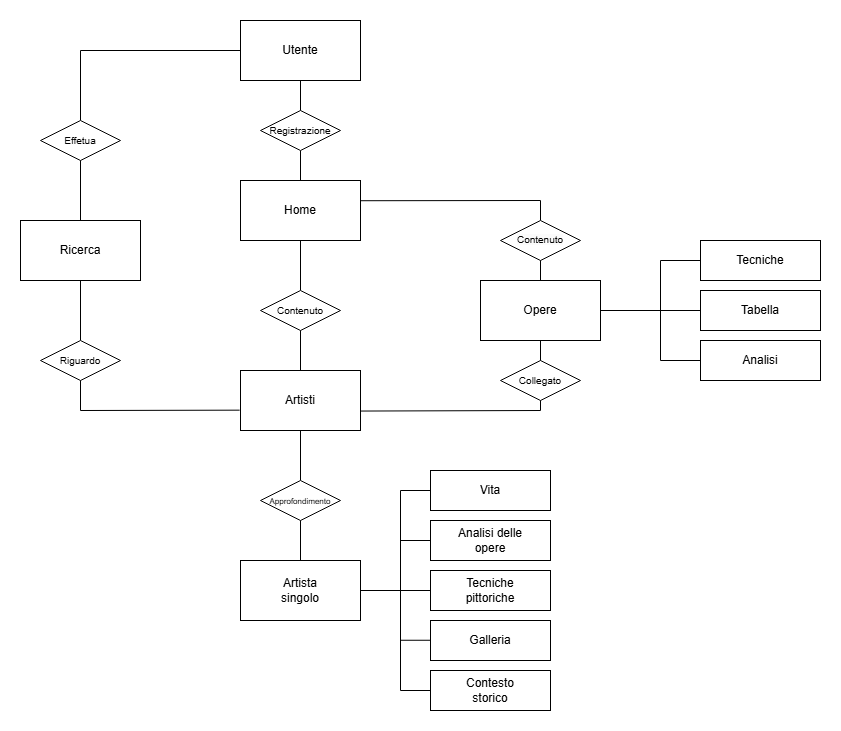 Utente
Effetua
Registrazione
Home
Ricerca
Contenuto
Tecniche
Contenuto
Opere
Tabella
Riguardo
Analisi
Artisti
Collegato
Approfondimento
Vita
Analisi delle
opere
Artista
singolo
Tecniche
pittoriche
Galleria
Contesto
storico